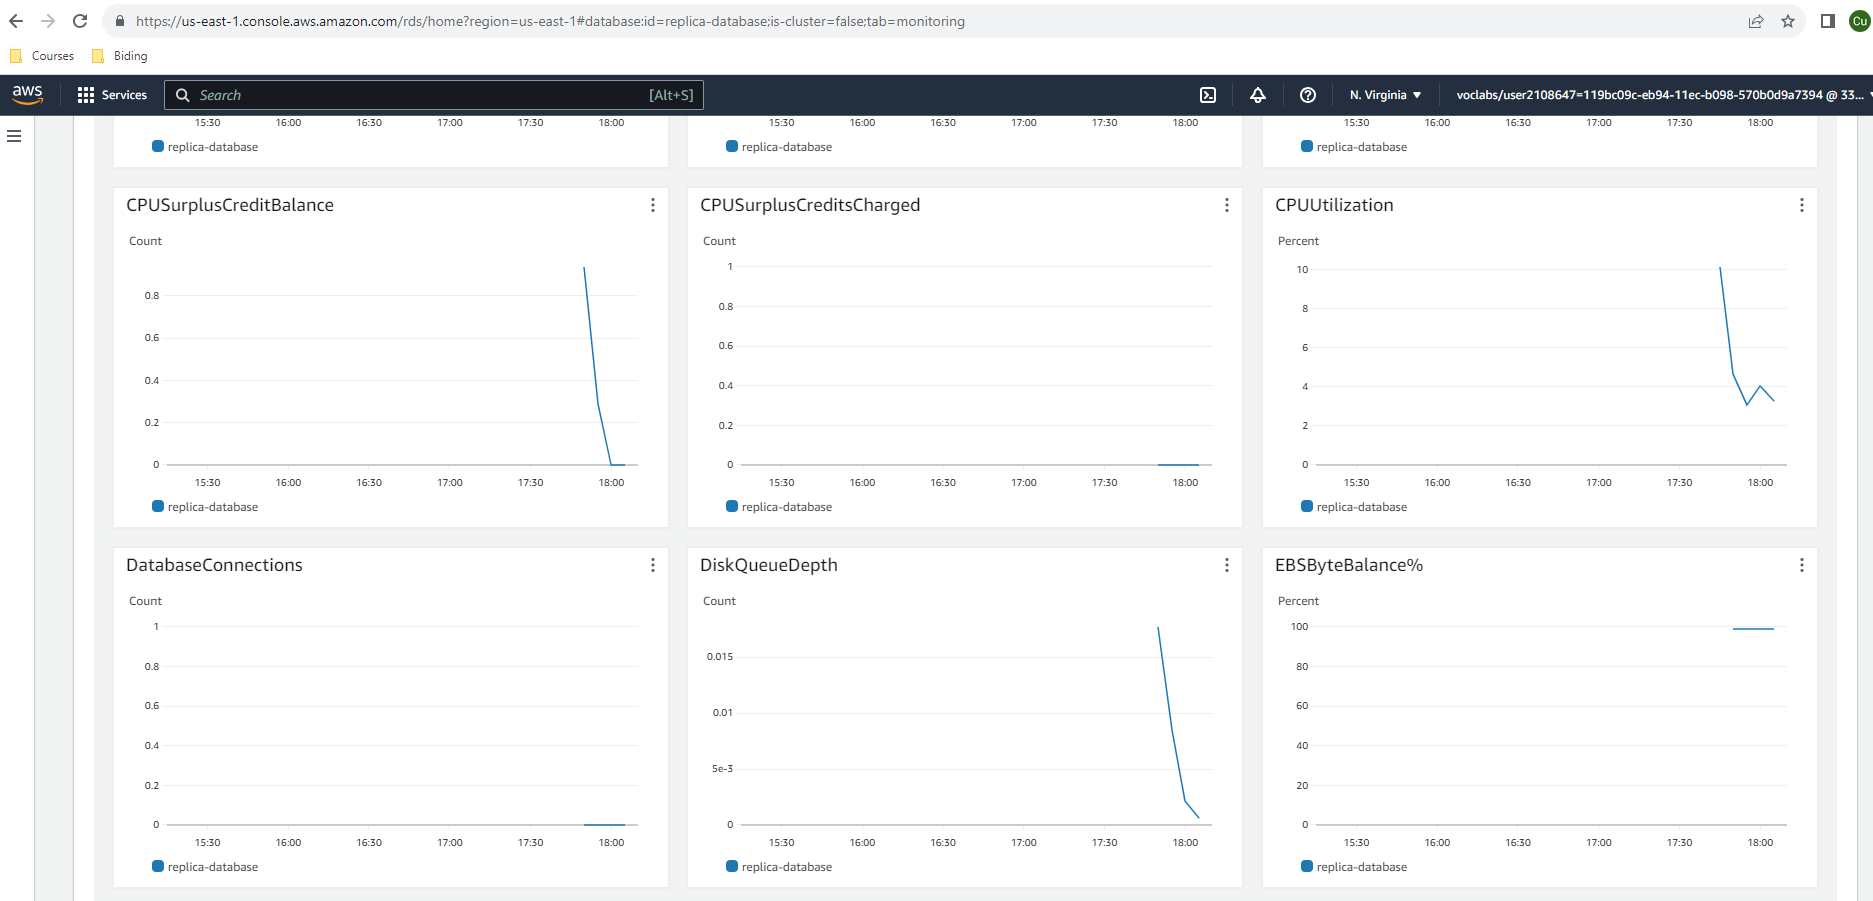 https://us-east-1.console.aws.amazon.com/rds/home?region=us-east-1#database:id=replica-database;is-cluster=false;tab=monitoring
Cu
Courses Biding
aws Services Search [Alt+S] N. Virginia voclabs/user2108647=119bc09c-eb94-11ec-b098-570b0d9a7394 @ 33...
15:30 16:00 16:30 17:00 17:30 18:00 15:30 16:00 16:30 17:00 17:30 18:00 15:30 16:00 16:30 17:00 17:30 18:00
replica-database replica-database replica-database
CPUSurplusCreditBalance
Count
0.8
0.6
0.4
0.2
0
15:30 16:00 16:30 17:00 17:30 18:00
replica-database
CPUSurplusCreditsCharged
Count
1
0.8
0.6
0.4
0.2
0
15:30 16:00 16:30 17:00 17:30 18:00
replica-database
CPUUtilization
Percent
10
8
6
4
2
0
15:30 16:00 16:30 17:00 17:30 18:00
replica-database
DatabaseConnections
Count
1
0.8
0.6
0.4
0.2
0
15:30 16:00 16:30 17:00 17:30 18:00
replica-database
DiskQueueDepth
Count
0.015
0.01
5e-3
0
15:30 16:00 16:30 17:00 17:30 18:00
replica-database
EBSByteBalance%
Percent
100
80
60
40
20
0
15:30 16:00 16:30 17:00 17:30 18:00
replica-database